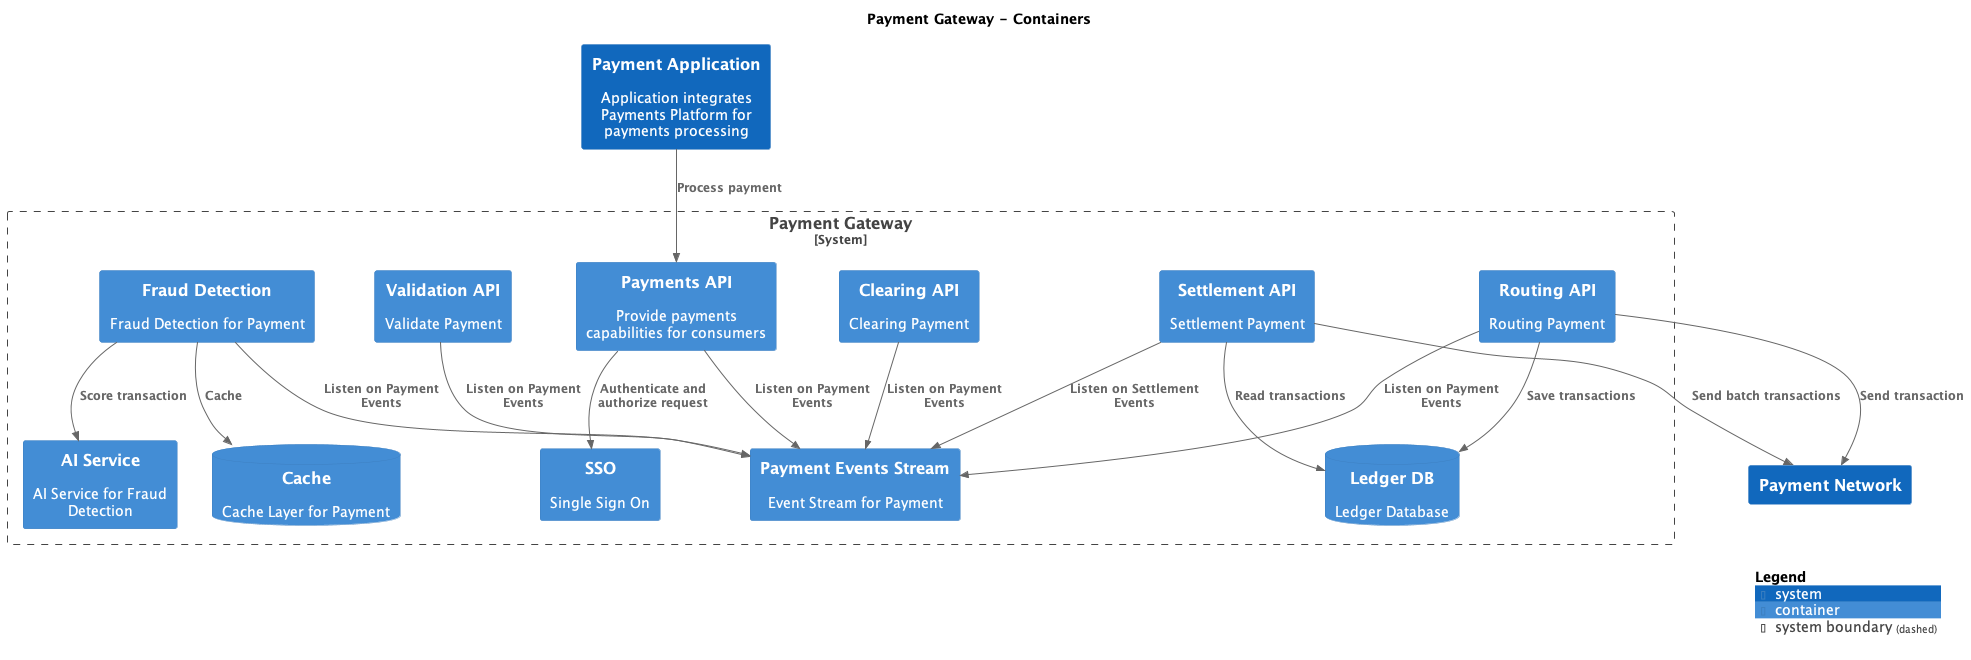 Payment Gateway - Containers
Payment Application
Application integrates
Payments Platform for
payments processing
Process payment
Payment Gateway
[System]
Fraud Detection
Fraud Detection for Payment
Validation API
Validate Payment
Payments API
Provide payments
capabilities for consumers
Clearing API
Clearing Payment
Settlement API
Settlement Payment
Routing API
Routing Payment
Score transaction
Cache
Listen on Payment
Events
Listen on Payment
Events
Authenticate and
authorize request
Listen on Payment
Events
Listen on Payment
Events
Listen on Settlement
Events
Read transactions
Listen on Payment
Events
Save transactions
Send batch transactions
Send transaction
AI Service
AI Service for Fraud
Detection
Cache
Cache Layer for Payment
SSO
Single Sign On
Payment Events Stream
Event Stream for Payment
Ledger DB
Ledger Database
Payment Network
Legend
system
container
system boundary (dashed)